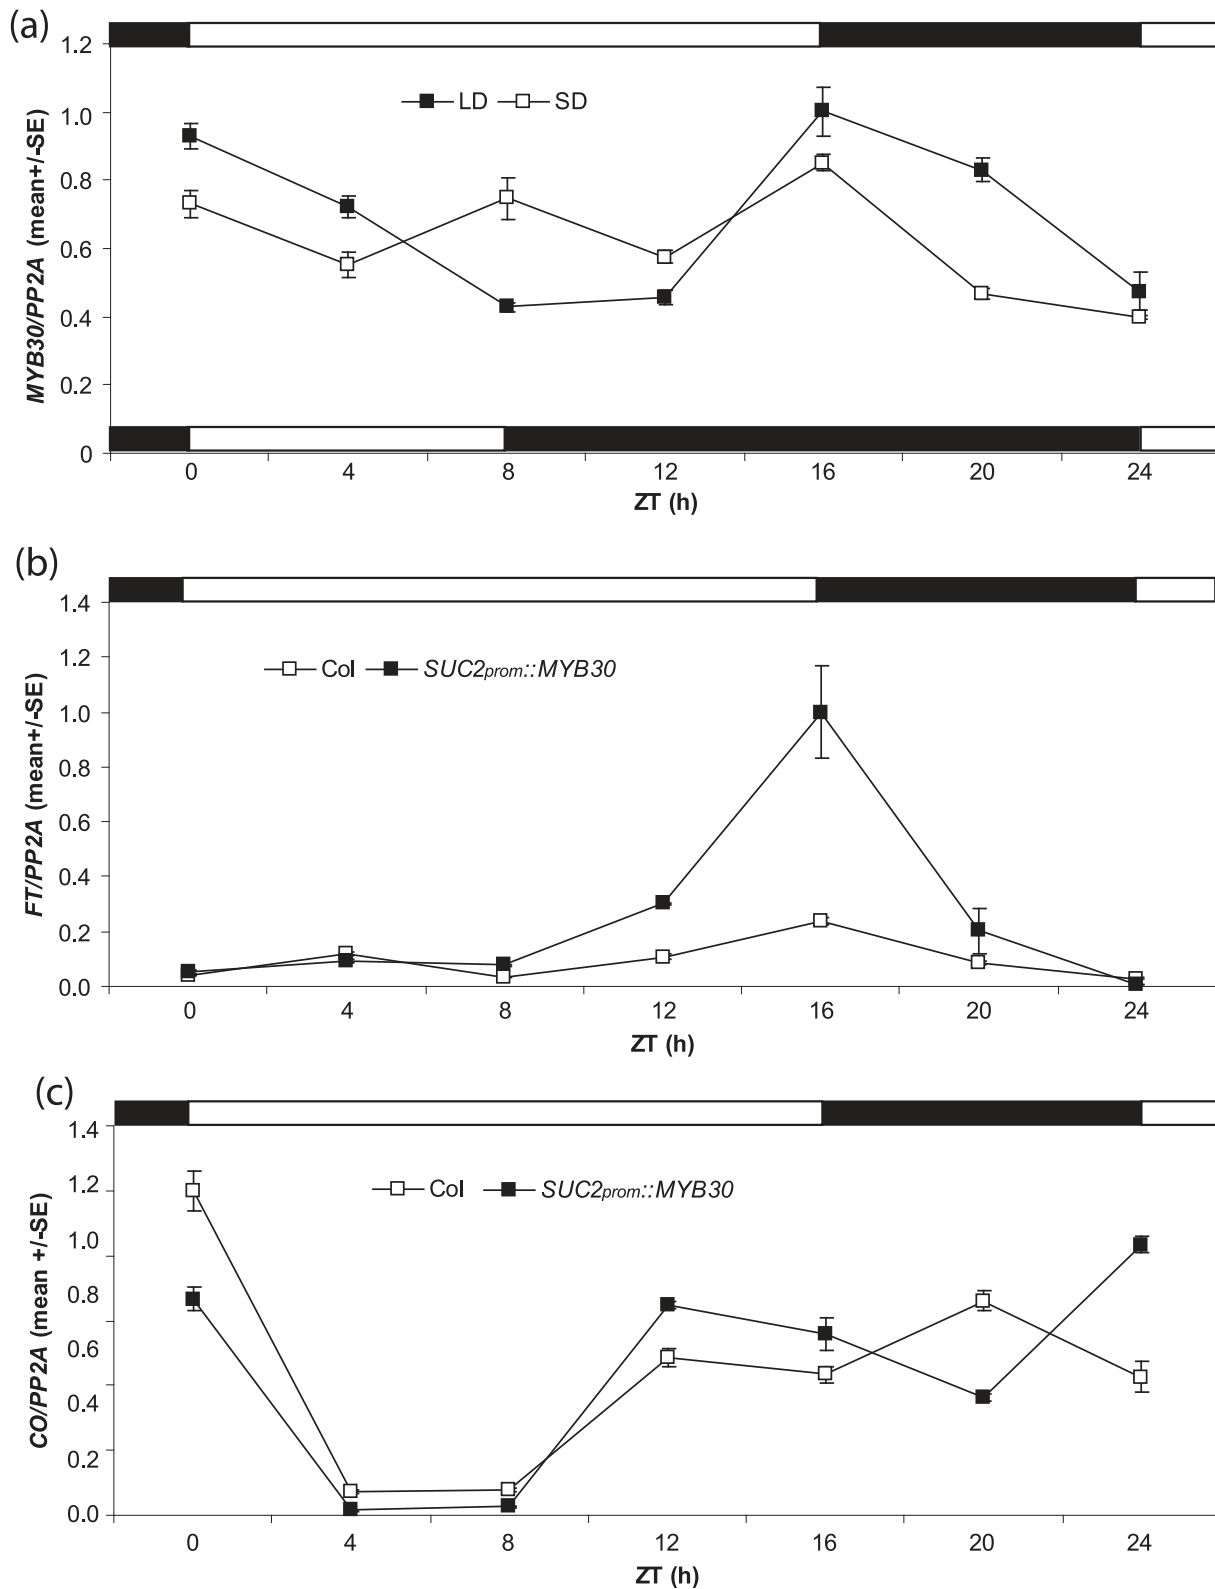 (a)
1.2
LD SD
1.0
0.8
0.6
0.4
0.2
0
MYB30/PP2A (mean+/-SE)
0 4 8 12 16 20 24
ZT (h)
(b)
1.4
1.2
Col SUC2prom::MYB30
1.0
0.8
0.6
0.4
0.2
0.0
FT/PP2A (mean+/-SE)
0 4 8 12 16 20 24
ZT (h)
(c)
1.4
1.2
Col SUC2prom::MYB30
1.0
0.8
0.6
0.4
0.2
0.0
CO/PP2A (mean +/-SE)
0 4 8 12 16 20 24
ZT (h)